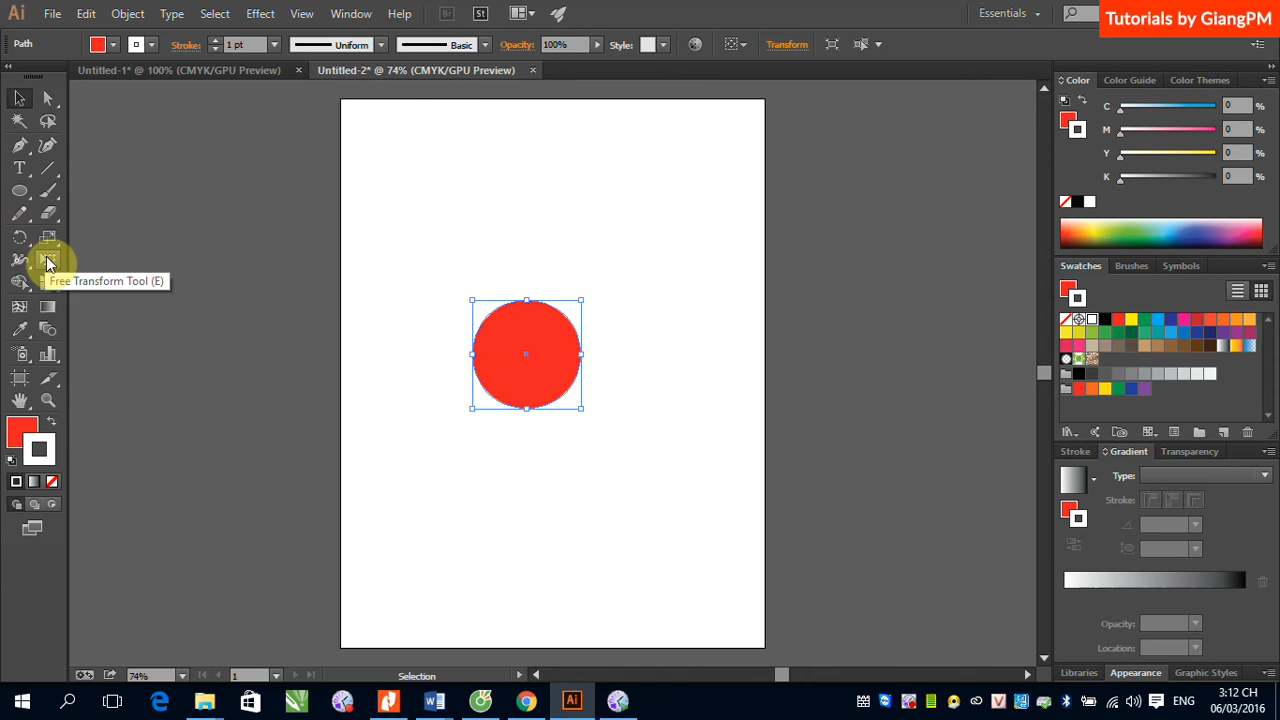 Ai File Edit Object Type Select Effect View Window Help Br St Essentials Tutorials by GiangPM
Path Stroke: 1 pt Uniform Basic Opacity: 100% Style: Transform
Untitled-1* @ 100% (CMYK/GPU Preview) × Untitled-2* @ 74% (CMYK/GPU Preview) ×
Color Color Guide Color Themes
C 0 %
M 0 %
Y 0 %
K 0 %
T
Free Transform Tool (E)
Swatches Brushes Symbols
Stroke Gradient Transparency
Type:
Stroke:
Opacity:
Location:
74% 1 Selection
Libraries Appearance Graphic Styles
Ai ENG 3:12 CH
06/03/2016